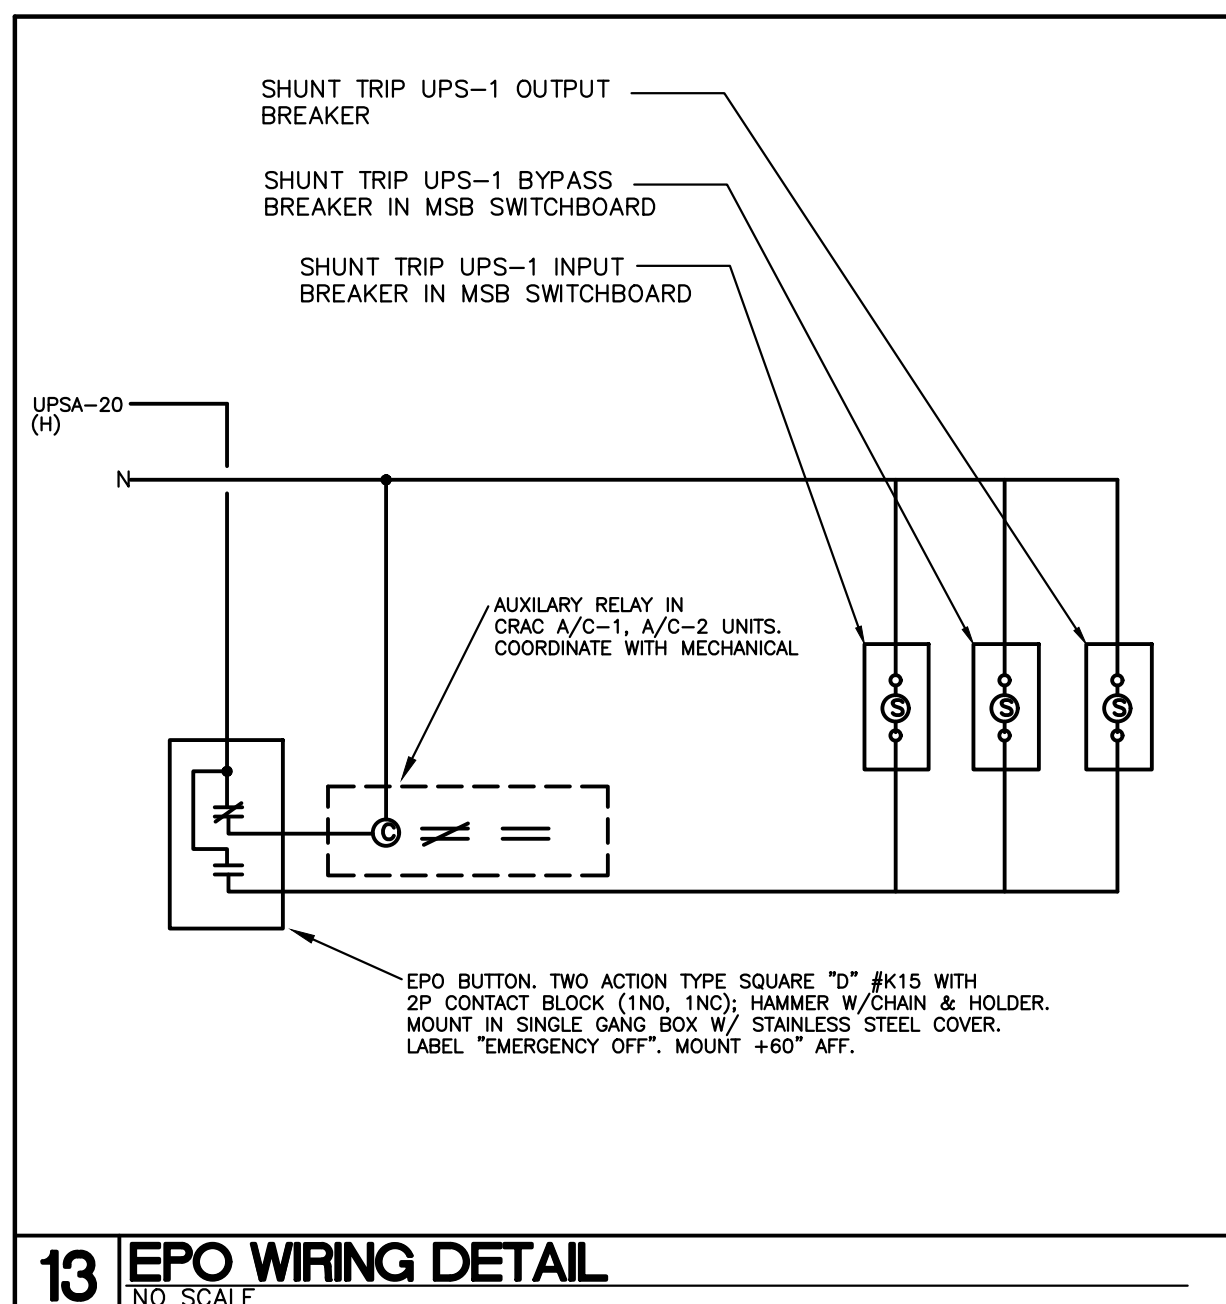 SHUNT TRIP UPS-1 OUTPUT
BREAKER
SHUNT TRIP UPS-1 BYPASS
BREAKER IN MSB SWITCHBOARD
SHUNT TRIP UPS-1 INPUT
BREAKER IN MSB SWITCHBOARD
UPSA-20
(H)
N
AUXILARY RELAY IN
CRAC A/C-1, A/C-2 UNITS.
COORDINATE WITH MECHANICAL
S S S
C
EPO BUTTON. TWO ACTION TYPE SQUARE "D" #K15 WITH
2P CONTACT BLOCK (1NO, 1NC); HAMMER W/CHAIN & HOLDER.
MOUNT IN SINGLE GANG BOX W/ STAINLESS STEEL COVER.
LABEL "EMERGENCY OFF". MOUNT +60" AFF.
13 EPO WIRING DETAIL
NO SCALE